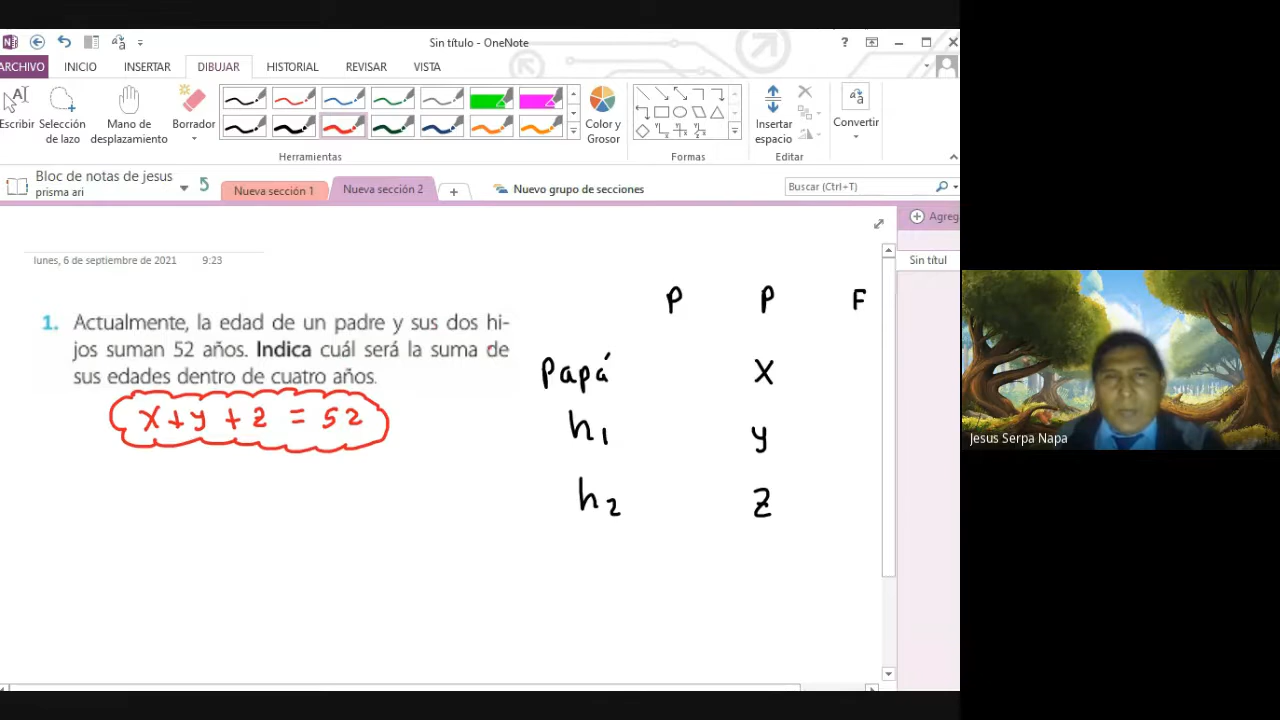 Sin título - OneNote
ARCHIVO INICIO INSERTAR DIBUJAR HISTORIAL REVISAR VISTA
Escribir
Selección de lazo
Mano de desplazamiento
Borrador
Color y Grosor
Insertar espacio
Convertir
Herramientas
Formas
Editar
Bloc de notas de jesus
prisma ari
Nueva sección 1
Nueva sección 2
Nuevo grupo de secciones
Buscar (Ctrl+T)
Agreg
Sin títul
lunes, 6 de septiembre de 2021 9:23
1. Actualmente, la edad de un padre y sus dos hi-
jos suman 52 años. Indica cuál será la suma de
sus edades dentro de cuatro años.
x + y + z = 52
P P F
Papá x
h1 y
h2 z
Jesus Serpa Napa